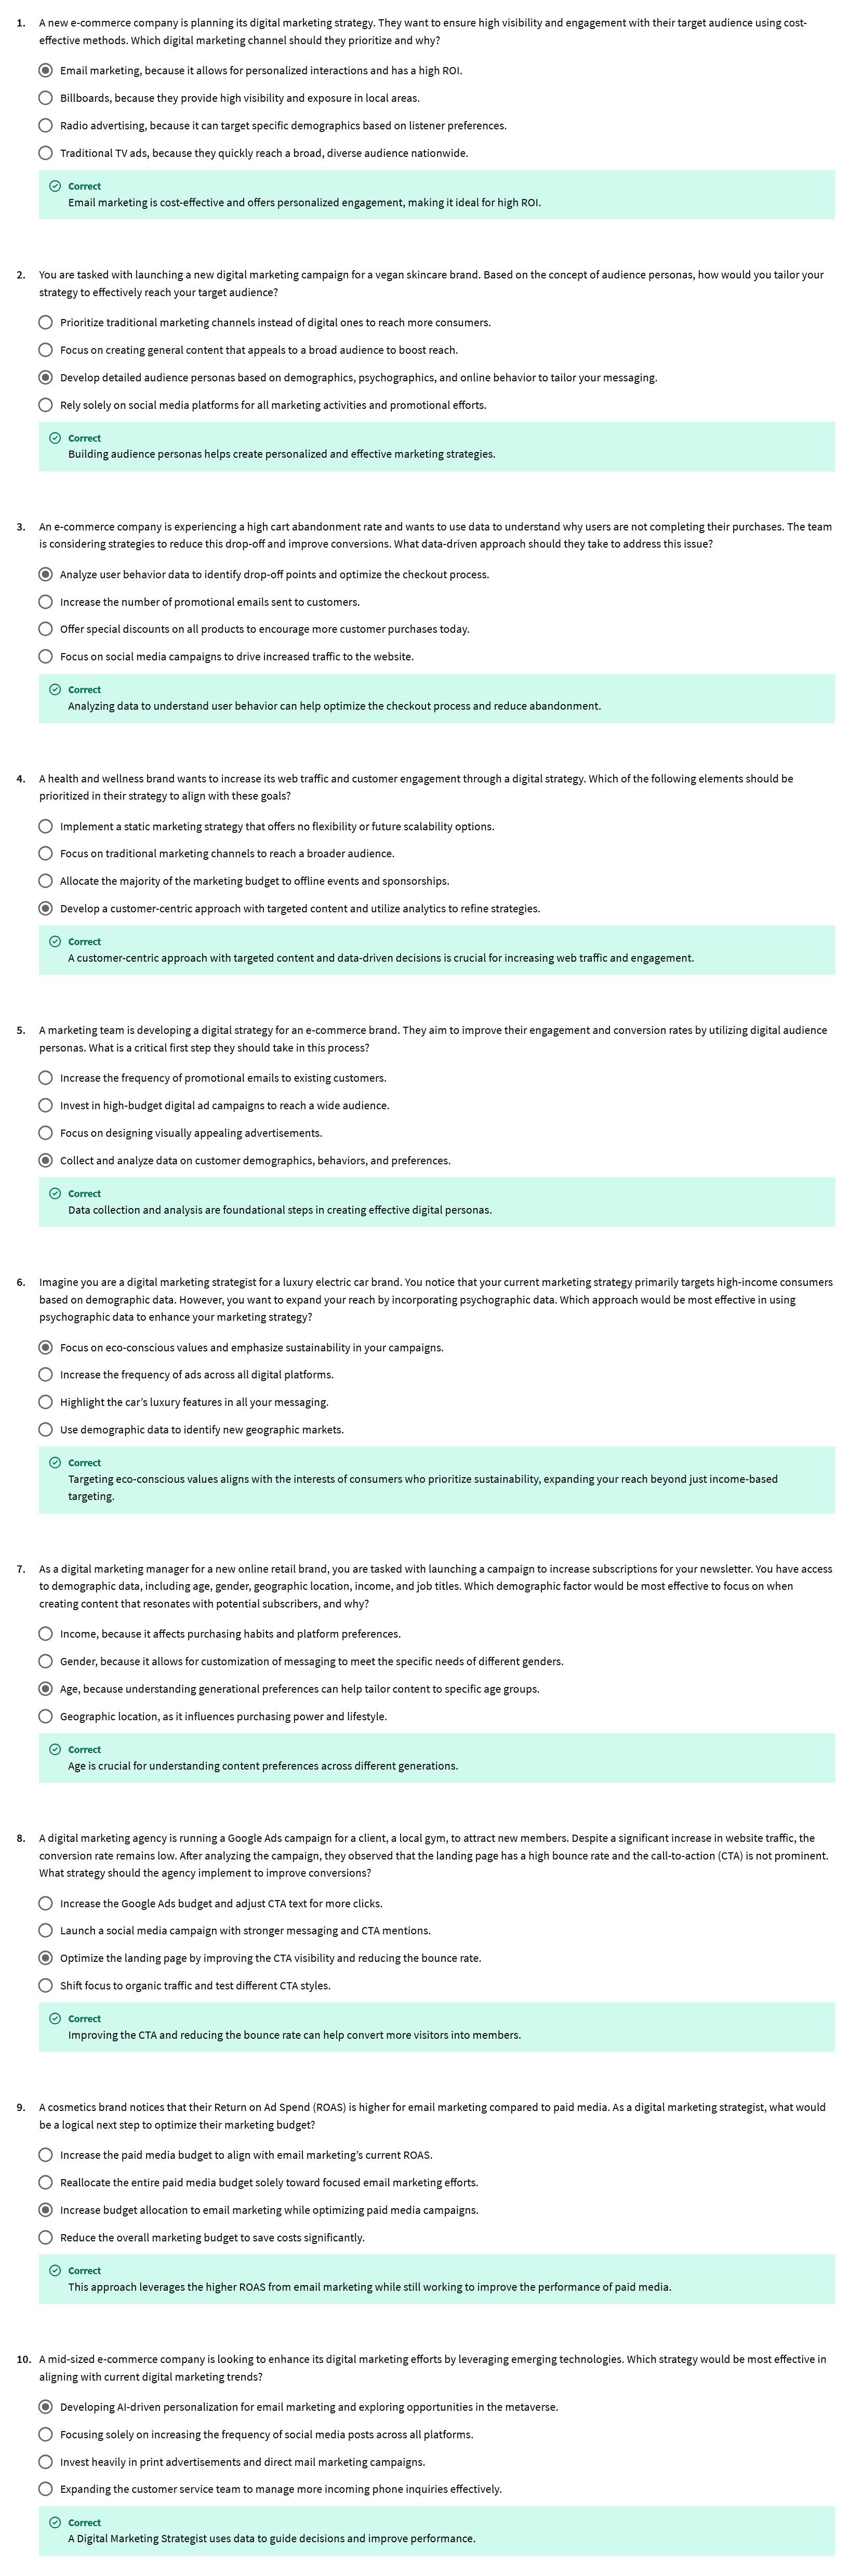 1. A new e-commerce company is planning its digital marketing strategy. They want to ensure high visibility and engagement with their target audience using cost-
effective methods. Which digital marketing channel should they prioritize and why?
Email marketing, because it allows for personalized interactions and has a high ROI.
Billboards, because they provide high visibility and exposure in local areas.
Radio advertising, because it can target specific demographics based on listener preferences.
Traditional TV ads, because they quickly reach a broad, diverse audience nationwide.
Correct
Email marketing is cost-effective and offers personalized engagement, making it ideal for high ROI.
2. You are tasked with launching a new digital marketing campaign for a vegan skincare brand. Based on the concept of audience personas, how would you tailor your
strategy to effectively reach your target audience?
Prioritize traditional marketing channels instead of digital ones to reach more consumers.
Focus on creating general content that appeals to a broad audience to boost reach.
Develop detailed audience personas based on demographics, psychographics, and online behavior to tailor your messaging.
Rely solely on social media platforms for all marketing activities and promotional efforts.
Correct
Building audience personas helps create personalized and effective marketing strategies.
3. An e-commerce company is experiencing a high cart abandonment rate and wants to use data to understand why users are not completing their purchases. The team
is considering strategies to reduce this drop-off and improve conversions. What data-driven approach should they take to address this issue?
Analyze user behavior data to identify drop-off points and optimize the checkout process.
Increase the number of promotional emails sent to customers.
Offer special discounts on all products to encourage more customer purchases today.
Focus on social media campaigns to drive increased traffic to the website.
Correct
Analyzing data to understand user behavior can help optimize the checkout process and reduce abandonment.
4. A health and wellness brand wants to increase its web traffic and customer engagement through a digital strategy. Which of the following elements should be
prioritized in their strategy to align with these goals?
Implement a static marketing strategy that offers no flexibility or future scalability options.
Focus on traditional marketing channels to reach a broader audience.
Allocate the majority of the marketing budget to offline events and sponsorships.
Develop a customer-centric approach with targeted content and utilize analytics to refine strategies.
Correct
A customer-centric approach with targeted content and data-driven decisions is crucial for increasing web traffic and engagement.
5. A marketing team is developing a digital strategy for an e-commerce brand. They aim to improve their engagement and conversion rates by utilizing digital audience
personas. What is a critical first step they should take in this process?
Increase the frequency of promotional emails to existing customers.
Invest in high-budget digital ad campaigns to reach a wide audience.
Focus on designing visually appealing advertisements.
Collect and analyze data on customer demographics, behaviors, and preferences.
Correct
Data collection and analysis are foundational steps in creating effective digital personas.
6. Imagine you are a digital marketing strategist for a luxury electric car brand. You notice that your current marketing strategy primarily targets high-income consumers
based on demographic data. However, you want to expand your reach by incorporating psychographic data. Which approach would be most effective in using
psychographic data to enhance your marketing strategy?
Focus on eco-conscious values and emphasize sustainability in your campaigns.
Increase the frequency of ads across all digital platforms.
Highlight the car's luxury features in all your messaging.
Use demographic data to identify new geographic markets.
Correct
Targeting eco-conscious values aligns with the interests of consumers who prioritize sustainability, expanding your reach beyond just income-based
targeting.
7. As a digital marketing manager for a new online retail brand, you are tasked with launching a campaign to increase subscriptions for your newsletter. You have access
to demographic data, including age, gender, geographic location, income, and job titles. Which demographic factor would be most effective to focus on when
creating content that resonates with potential subscribers, and why?
Income, because it affects purchasing habits and platform preferences.
Gender, because it allows for customization of messaging to meet the specific needs of different genders.
Age, because understanding generational preferences can help tailor content to specific age groups.
Geographic location, as it influences purchasing power and lifestyle.
Correct
Age is crucial for understanding content preferences across different generations.
8. A digital marketing agency is running a Google Ads campaign for a client, a local gym, to attract new members. Despite a significant increase in website traffic, the
conversion rate remains low. After analyzing the campaign, they observed that the landing page has a high bounce rate and the call-to-action (CTA) is not prominent.
What strategy should the agency implement to improve conversions?
Increase the Google Ads budget and adjust CTA text for more clicks.
Launch a social media campaign with stronger messaging and CTA mentions.
Optimize the landing page by improving the CTA visibility and reducing the bounce rate.
Shift focus to organic traffic and test different CTA styles.
Correct
Improving the CTA and reducing the bounce rate can help convert more visitors into members.
9. A cosmetics brand notices that their Return on Ad Spend (ROAS) is higher for email marketing compared to paid media. As a digital marketing strategist, what would
be a logical next step to optimize their marketing budget?
Increase the paid media budget to align with email marketing's current ROAS.
Reallocate the entire paid media budget solely toward focused email marketing efforts.
Increase budget allocation to email marketing while optimizing paid media campaigns.
Reduce the overall marketing budget to save costs significantly.
Correct
This approach leverages the higher ROAS from email marketing while still working to improve the performance of paid media.
10. A mid-sized e-commerce company is looking to enhance its digital marketing efforts by leveraging emerging technologies. Which strategy would be most effective in
aligning with current digital marketing trends?
Developing AI-driven personalization for email marketing and exploring opportunities in the metaverse.
Focusing solely on increasing the frequency of social media posts across all platforms.
Invest heavily in print advertisements and direct mail marketing campaigns.
Expanding the customer service team to manage more incoming phone inquiries effectively.
Correct
A Digital Marketing Strategist uses data to guide decisions and improve performance.